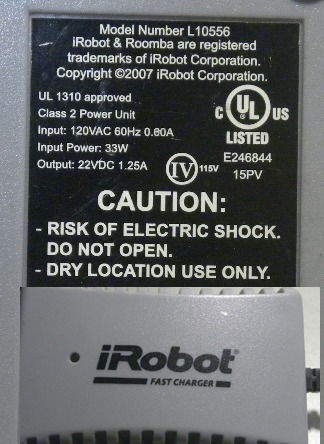 Model Number L10556
iRobot & Roomba are registered
trademarks of iRobot Corporation.
Copyright ©2007 iRobot Corporation.
UL 1310 approved
Class 2 Power Unit
Input: 120VAC 60Hz 0.60A
Input Power: 33W
Output: 22VDC 1.25A
C UL US
LISTED
E246844
15PV
IV 115V
CAUTION:
- RISK OF ELECTRIC SHOCK.
DO NOT OPEN.
- DRY LOCATION USE ONLY.
iRobot
FAST CHARGER